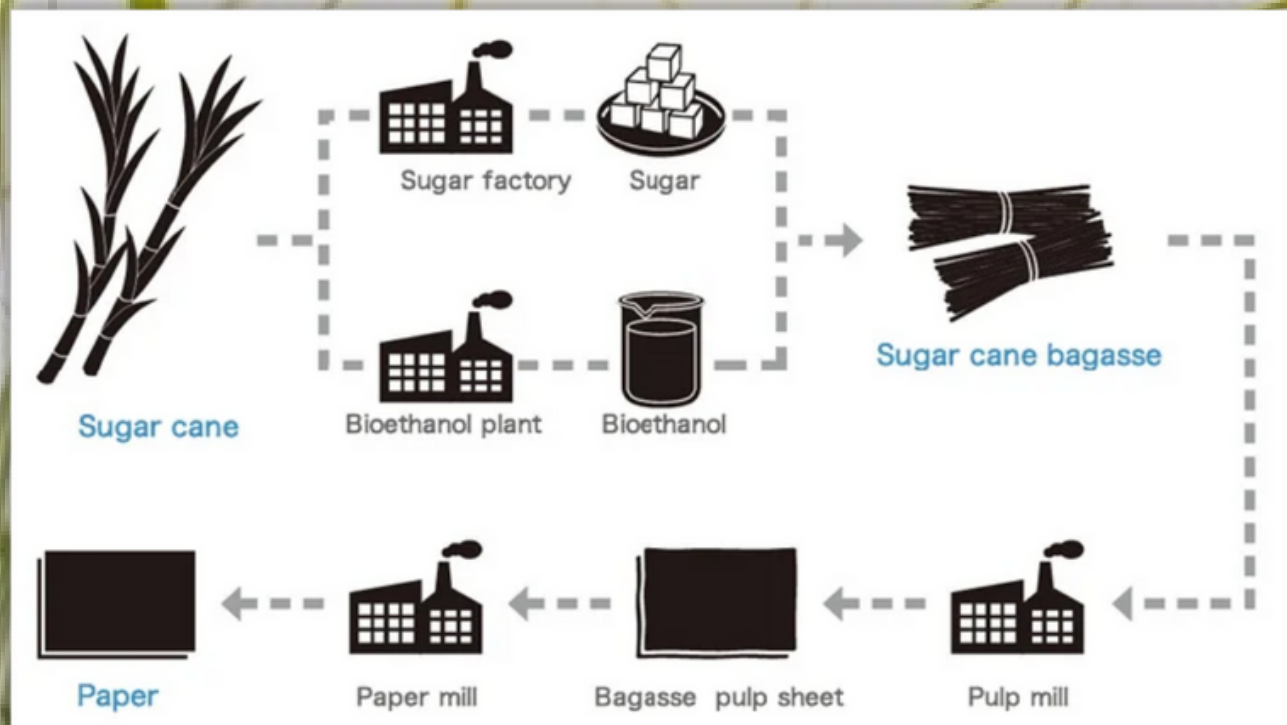 Sugar factory
Sugar
Sugar cane
Bioethanol plant
Bioethanol
Sugar cane bagasse
Paper
Paper mill
Bagasse pulp sheet
Pulp mill